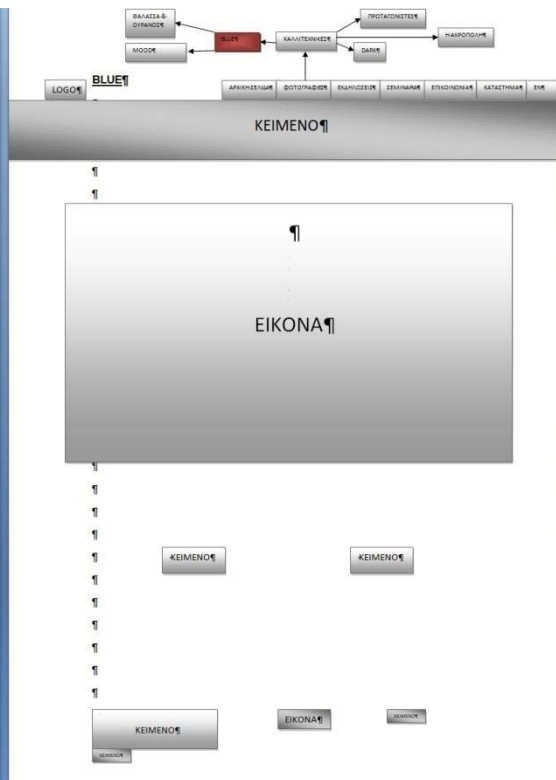 ΘΑΛΑΣΣΑ-&-
ΟΥΡΑΝΟΣ¶
ΠΡΩΤΑΓΩΝΙΣΤΕΣ¶
BLUE¶
ΚΑΛΛΙΤΕΧΝΙΚΕΣ¶
Η·ΑΚΡΟΠΟΛΗ¶
MOOD¶
DARK¶
BLUE¶
LOGO¶
ΑΡΧΙΚΗ·ΣΕΛΙΔΑ¶ ΦΩΤΟΓΡΑΦΙΕΣ¶ ΕΚΔΗΛΩΣΕΙΣ¶ ΣΕΜΙΝΑΡΙΑ¶ ΕΠΙΚΟΙΝΩΝΙΑ¶ ΚΑΤΑΣΤΗΜΑ¶ EN¶
ΚΕΙΜΕΝΟ¶
¶
¶
¶
ΕΙΚΟΝΑ¶
¶
¶
¶
¶
¶
ΚΕΙΜΕΝΟ¶ ΚΕΙΜΕΝΟ¶
¶
¶
¶
¶
¶
¶
ΚΕΙΜΕΝΟ¶ ΕΙΚΟΝΑ¶ ΚΕΙΜΕΝΟ¶
ΚΕΙΜΕΝΟ¶